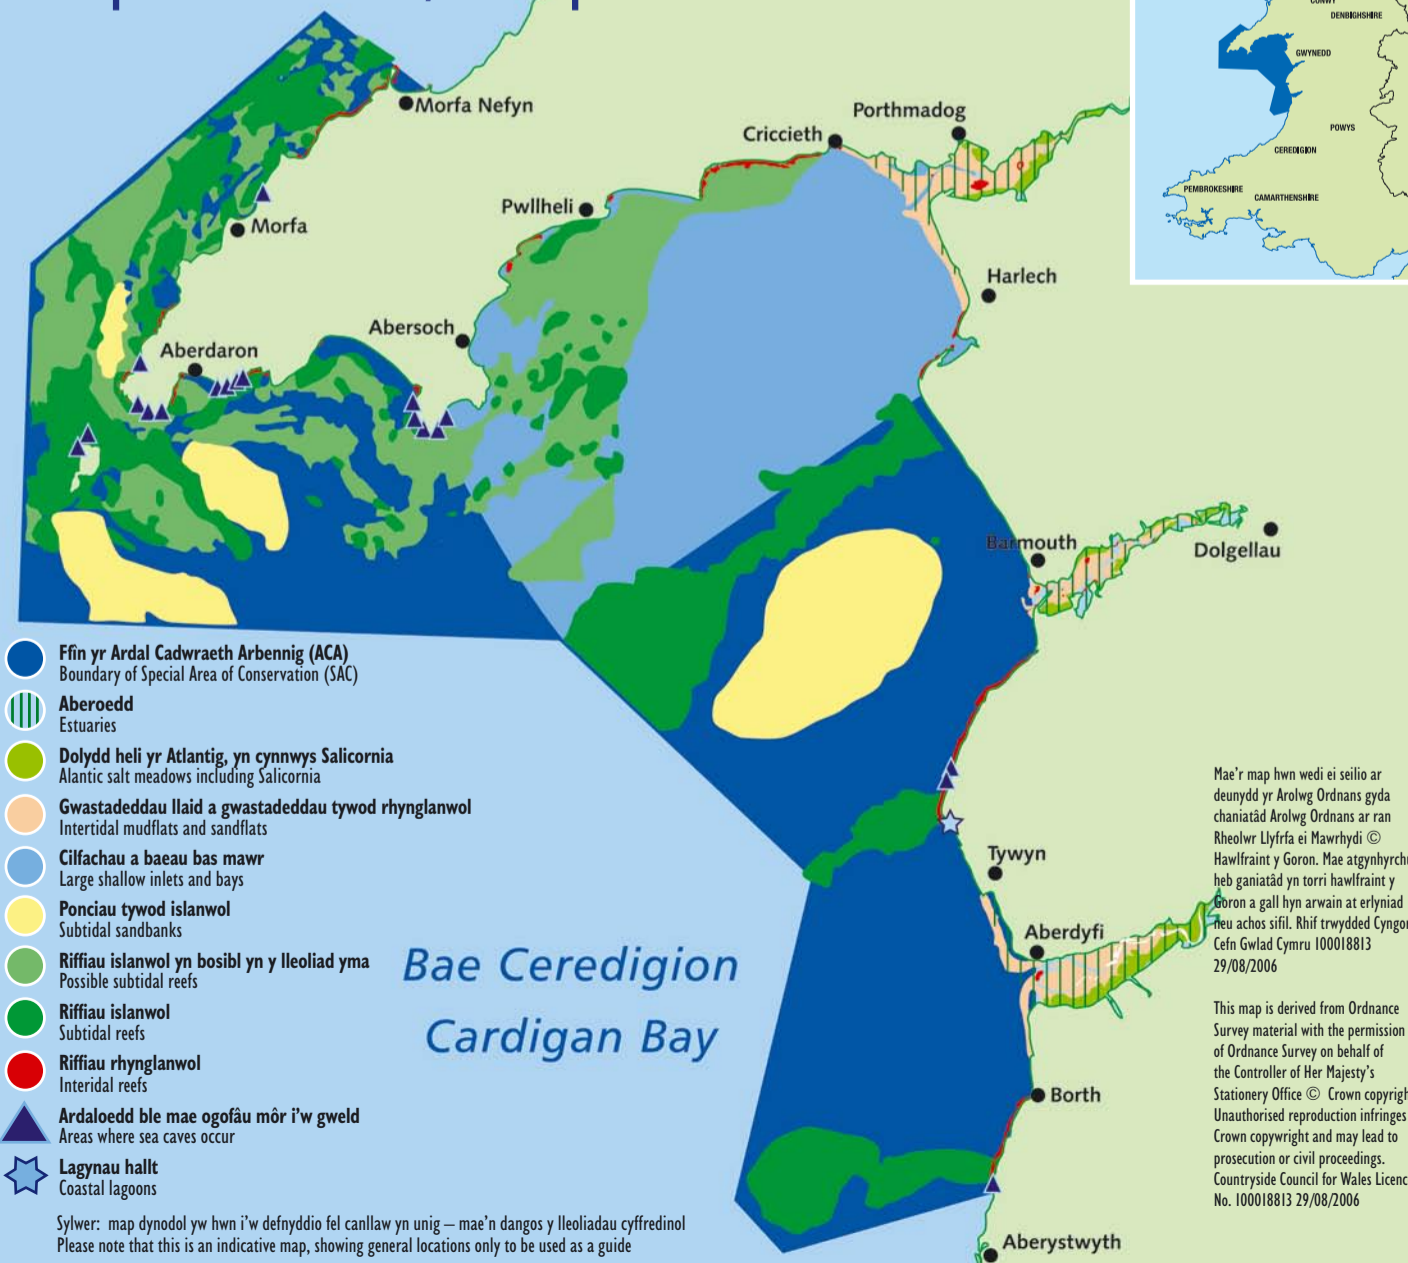 CONWY
DENBIGHSHIRE
GWYNEDD
POWYS
CEREDIGION
PEMBROKESHIRE
CAMARTHENSHIRE
Morfa Nefyn
Porthmadog
Criccieth
Pwllheli
Morfa
Harlech
Abersoch
Aberdaron
Barmouth
Dolgellau
Tywyn
Aberdyfi
Borth
Aberystwyth
Bae Ceredigion
Cardigan Bay
Ffin yr Ardal Cadwraeth Arbennig (ACA)
Boundary of Special Area of Conservation (SAC)
Aberoedd
Estuaries
Dolydd heli yr Atlantig, yn cynnwys Salicornia
Alantic salt meadows including Salicornia
Gwastadeddau llaid a gwastadeddau tywod rhynglanwol
Intertidal mudflats and sandflats
Cilfachau a baeau bas mawr
Large shallow inlets and bays
Ponciau tywod islanwol
Subtidal sandbanks
Riffiau islanwol yn bosibl yn y lleoliad yma
Possible subtidal reefs
Riffiau islanwol
Subtidal reefs
Riffiau rhynglanwol
Interidal reefs
Ardaloedd ble mae ogofâu môr i'w gweld
Areas where sea caves occur
Lagynau hallt
Coastal lagoons
Sylwer: map dynodol yw hwn i'w defnyddio fel canllaw yn unig – mae'n dangos y lleoliadau cyffredinol
Please note that this is an indicative map, showing general locations only to be used as a guide
Mae'r map hwn wedi ei seilio ar
deunydd yr Arolwg Ordnans gyda
chaniatâd Arolwg Ordnans ar ran
Rheolwr Llyfrfa ei Mawrhydi ©
Hawlfraint y Goron. Mae atgynhyrchu
heb ganiatâd yn torri hawlfraint y
Goron a gall hyn arwain at erlyniad
neu achos sifil. Rhif trwydded Cyngor
Cefn Gwlad Cymru 100018813
29/08/2006
This map is derived from Ordnance
Survey material with the permission
of Ordnance Survey on behalf of
the Controller of Her Majesty's
Stationery Office © Crown copyright
Unauthorised reproduction infringes
Crown copywright and may lead to
prosecution or civil proceedings.
Countryside Council for Wales Licenc
No. 100018813 29/08/2006